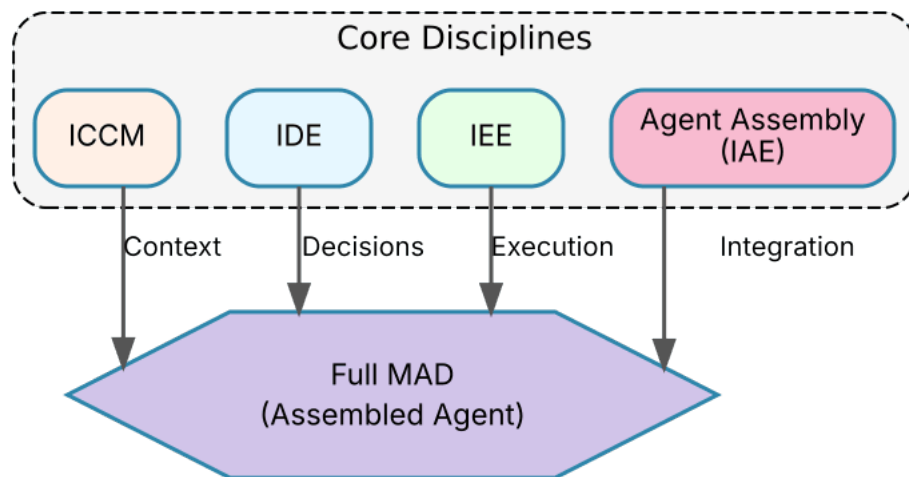 Core Disciplines
ICCM
IDE
IEE
Agent Assembly
(IAE)
Context
Decisions
Execution
Integration
Full MAD
(Assembled Agent)